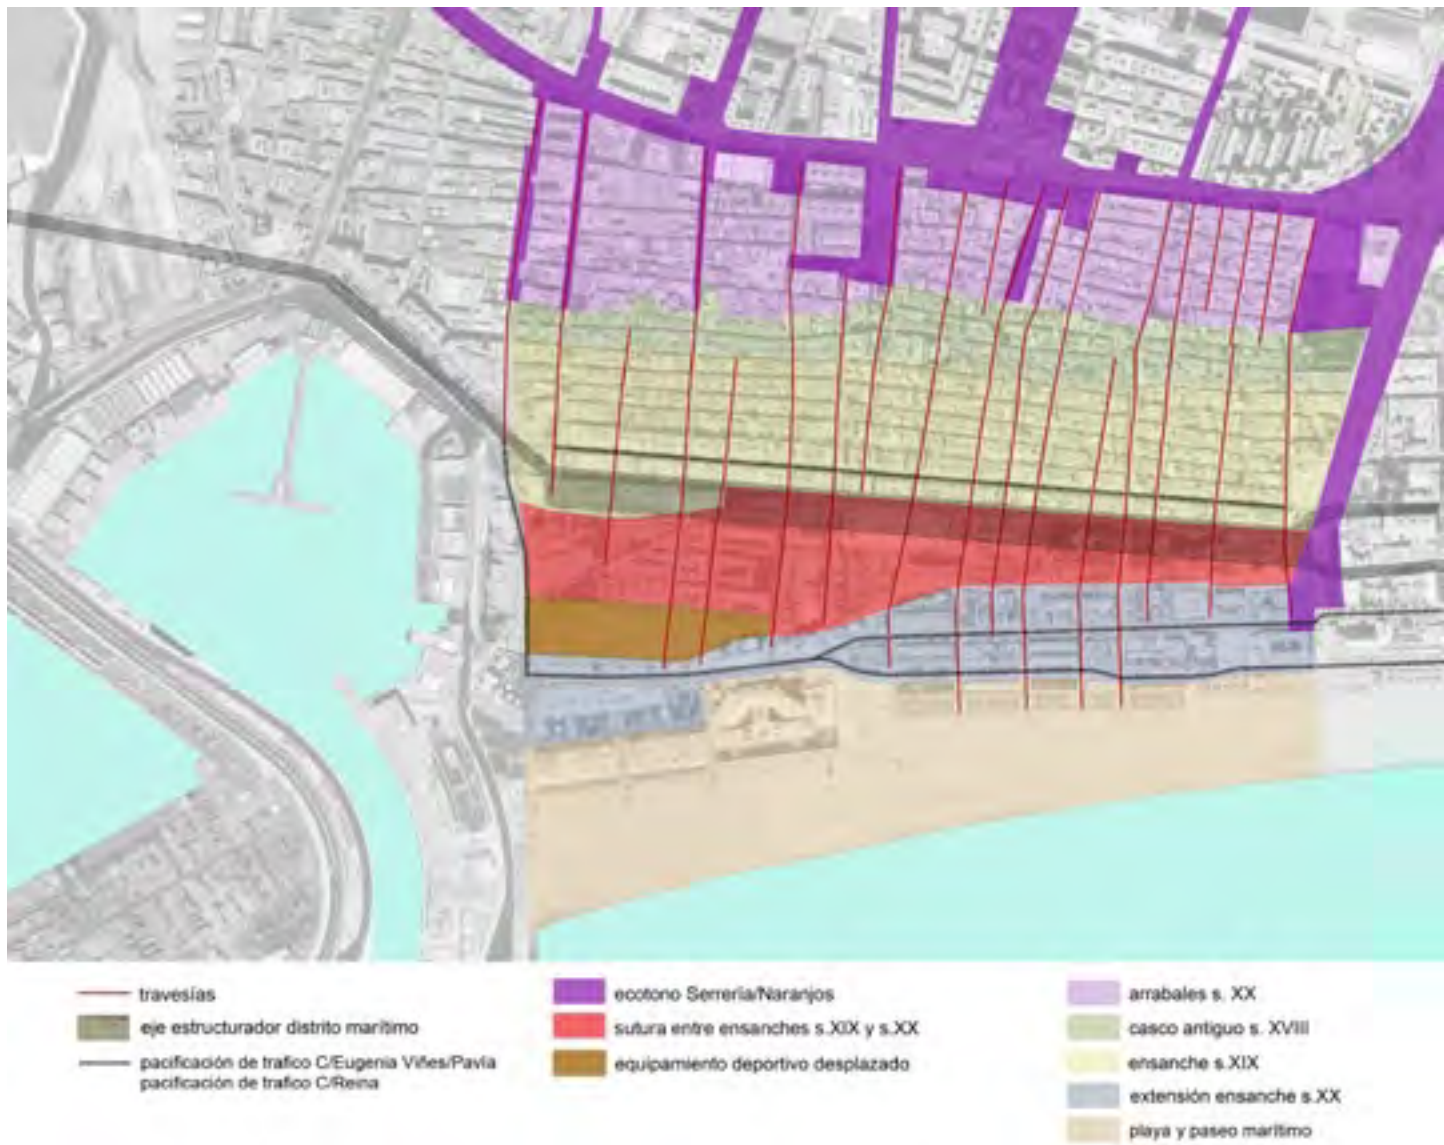 travesías
eje estructurador distrito marítimo
pacificación de trafico C/Eugenia Viñes/Pavía
pacificación de trafico C/Reina
ecotono Serrería/Naranjos
sutura entre ensanches s.XIX y s.XX
equipamiento deportivo desplazado
arrabales s. XX
casco antiguo s. XVIII
ensanche s.XIX
extensión ensanche s.XX
playa y paseo marítimo